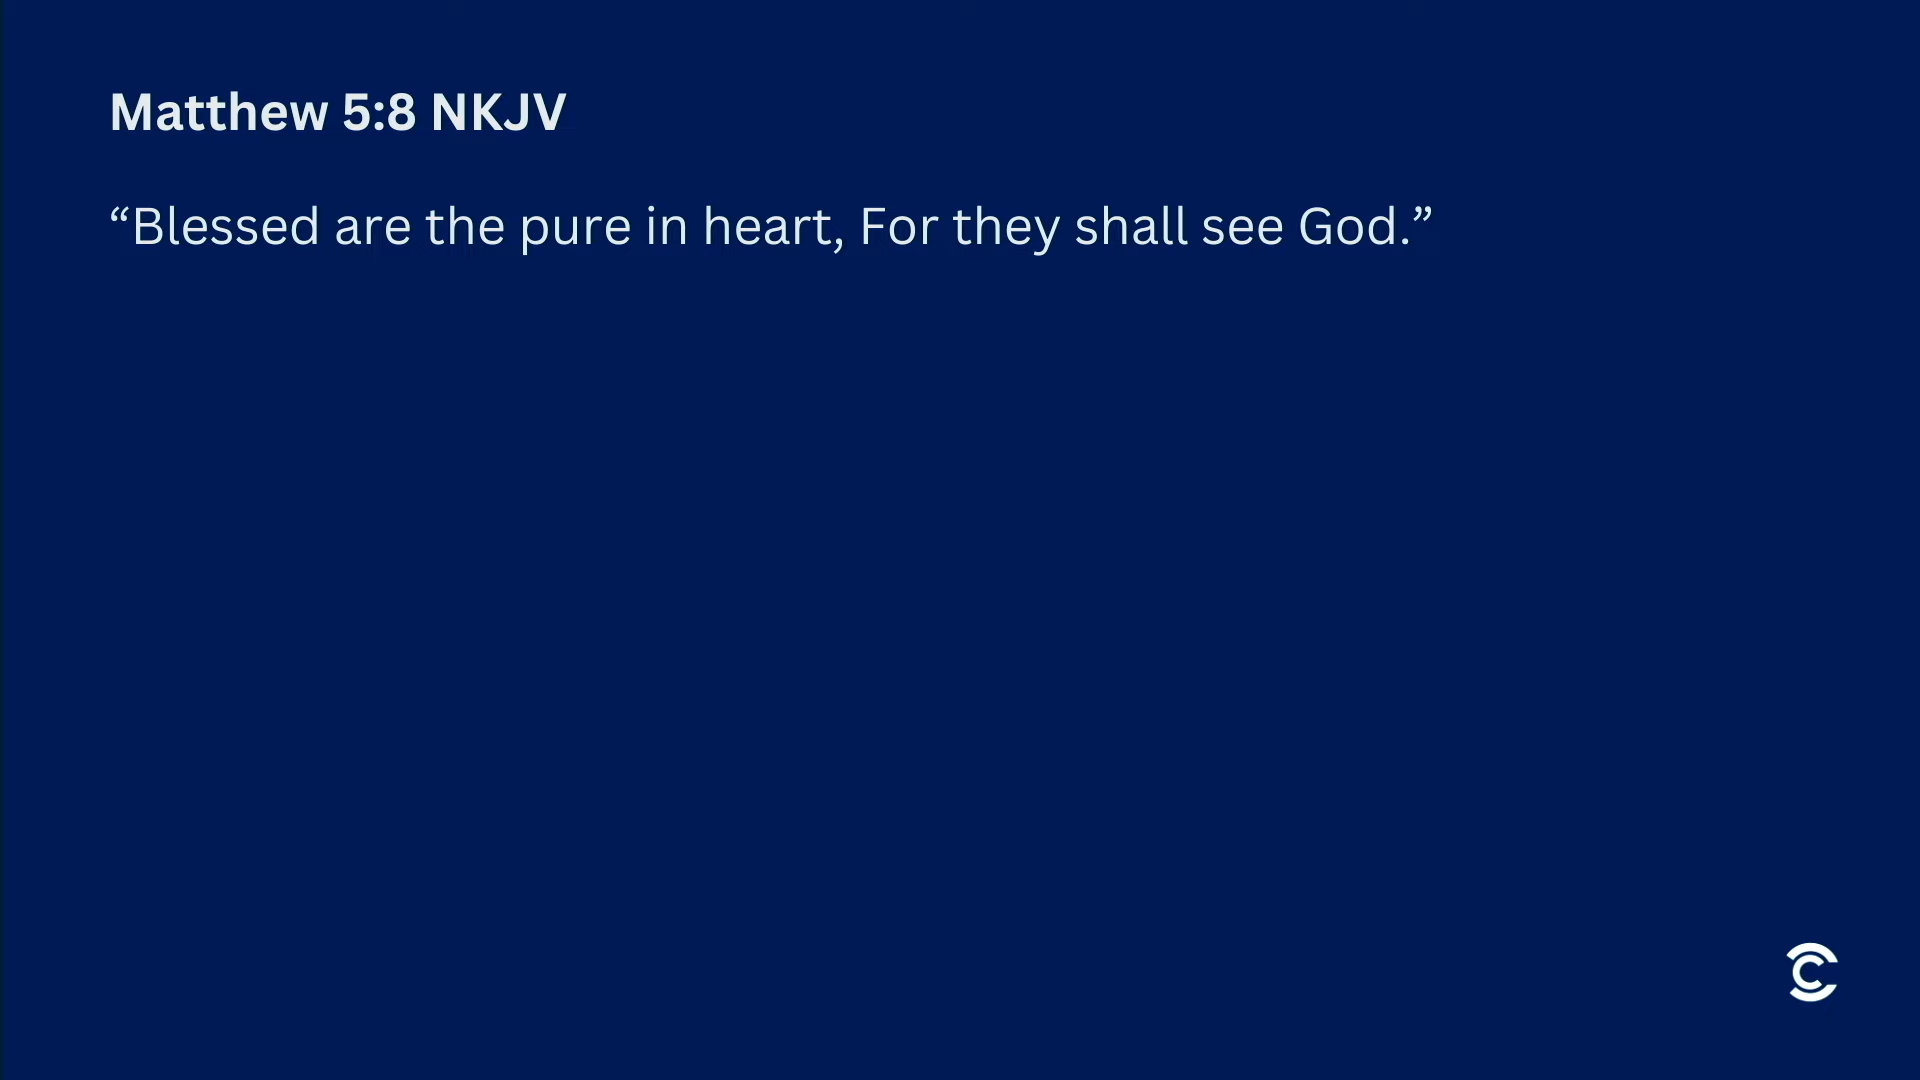 Matthew 5:8 NKJV
“Blessed are the pure in heart, For they shall see God.”